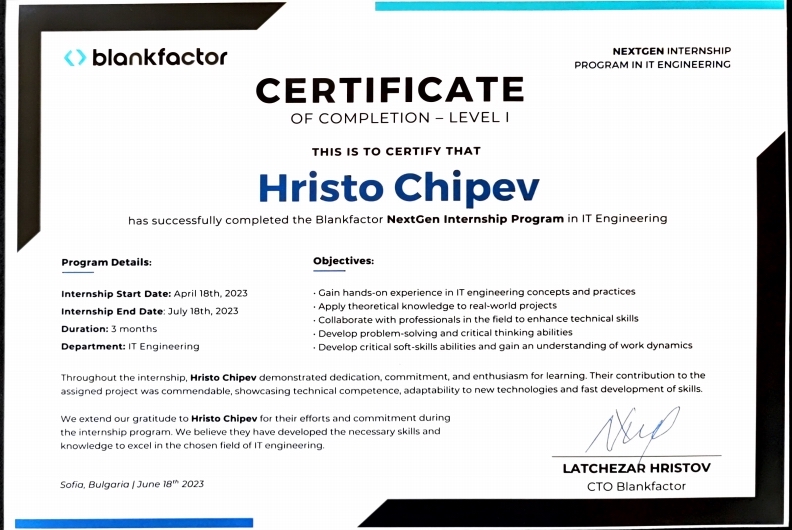 blankfactor
NEXTGEN INTERNSHIP
PROGRAM IN IT ENGINEERING
CERTIFICATE
OF COMPLETION – LEVEL I
THIS IS TO CERTIFY THAT
Hristo Chipev
has successfully completed the Blankfactor NextGen Internship Program in IT Engineering
Program Details:
Internship Start Date: April 18th, 2023
Internship End Date: July 18th, 2023
Duration: 3 months
Department: IT Engineering
Objectives:
· Gain hands-on experience in IT engineering concepts and practices
· Apply theoretical knowledge to real-world projects
· Collaborate with professionals in the field to enhance technical skills
· Develop problem-solving and critical thinking abilities
· Develop critical soft-skills abilities and gain an understanding of work dynamics
Throughout the internship, Hristo Chipev demonstrated dedication, commitment, and enthusiasm for learning. Their contribution to the
assigned project was commendable, showcasing technical competence, adaptability to new technologies and fast development of skills.
We extend our gratitude to Hristo Chipev for their efforts and commitment during
the internship program. We believe they have developed the necessary skills and
knowledge to excel in the chosen field of IT engineering.
LATCHEZAR HRISTOV
CTO Blankfactor
Sofia, Bulgaria | June 18th 2023